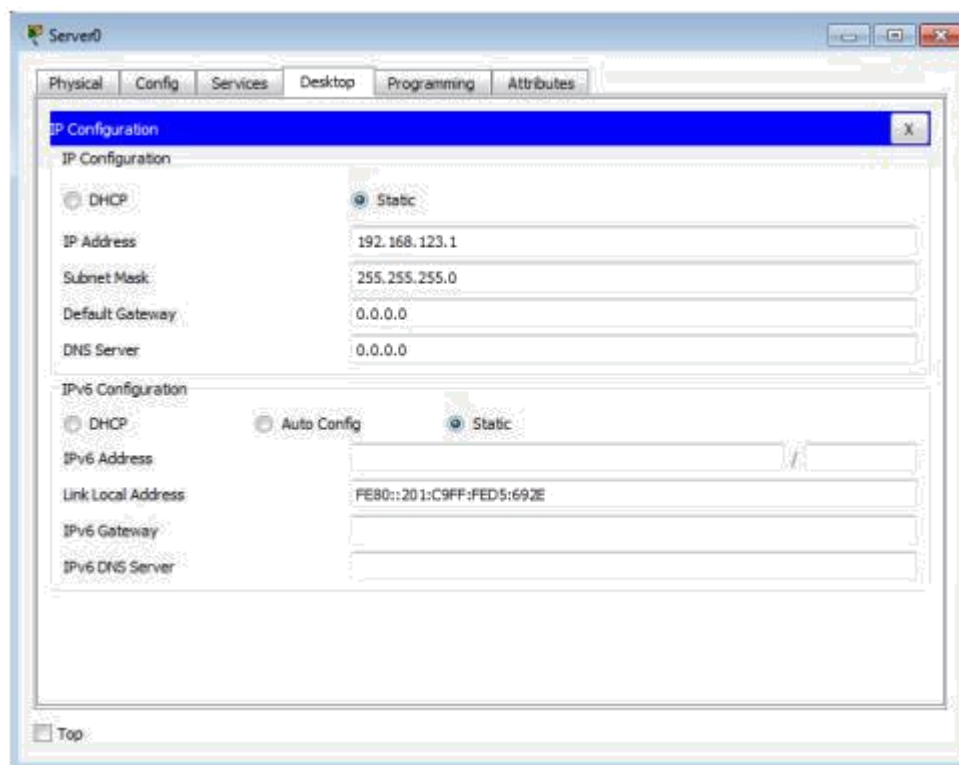 Server0
Physical Config Services Desktop Programming Attributes
IP Configuration X
IP Configuration
DHCP Static
IP Address 192.168.123.1
Subnet Mask 255.255.255.0
Default Gateway 0.0.0.0
DNS Server 0.0.0.0
IPv6 Configuration
DHCP Auto Config Static
IPv6 Address /
Link Local Address FE80::201:C9FF:FED5:692E
IPv6 Gateway
IPv6 DNS Server
Top